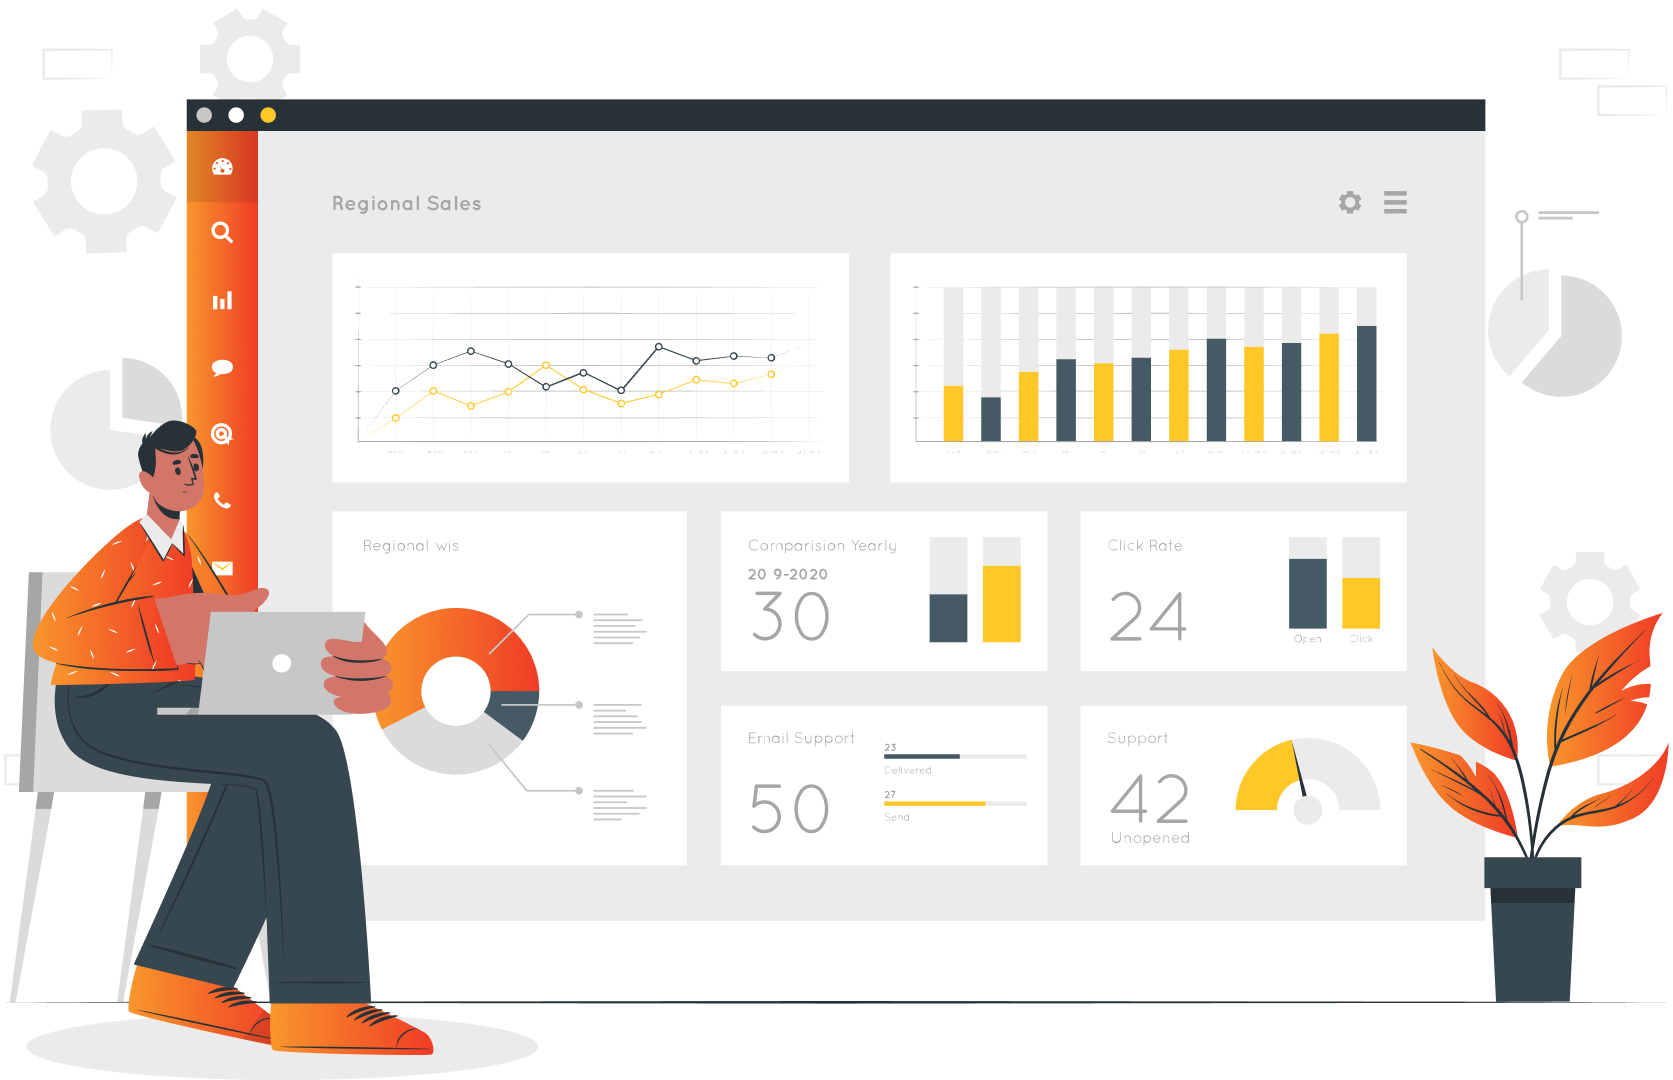 Regional Sales
Regional wis
Comparision Yearly
20 9-2020
30
Click Rate
24
Open
Click
Email Support
50
23
Delivered
27
Send
Support
42
Unopened